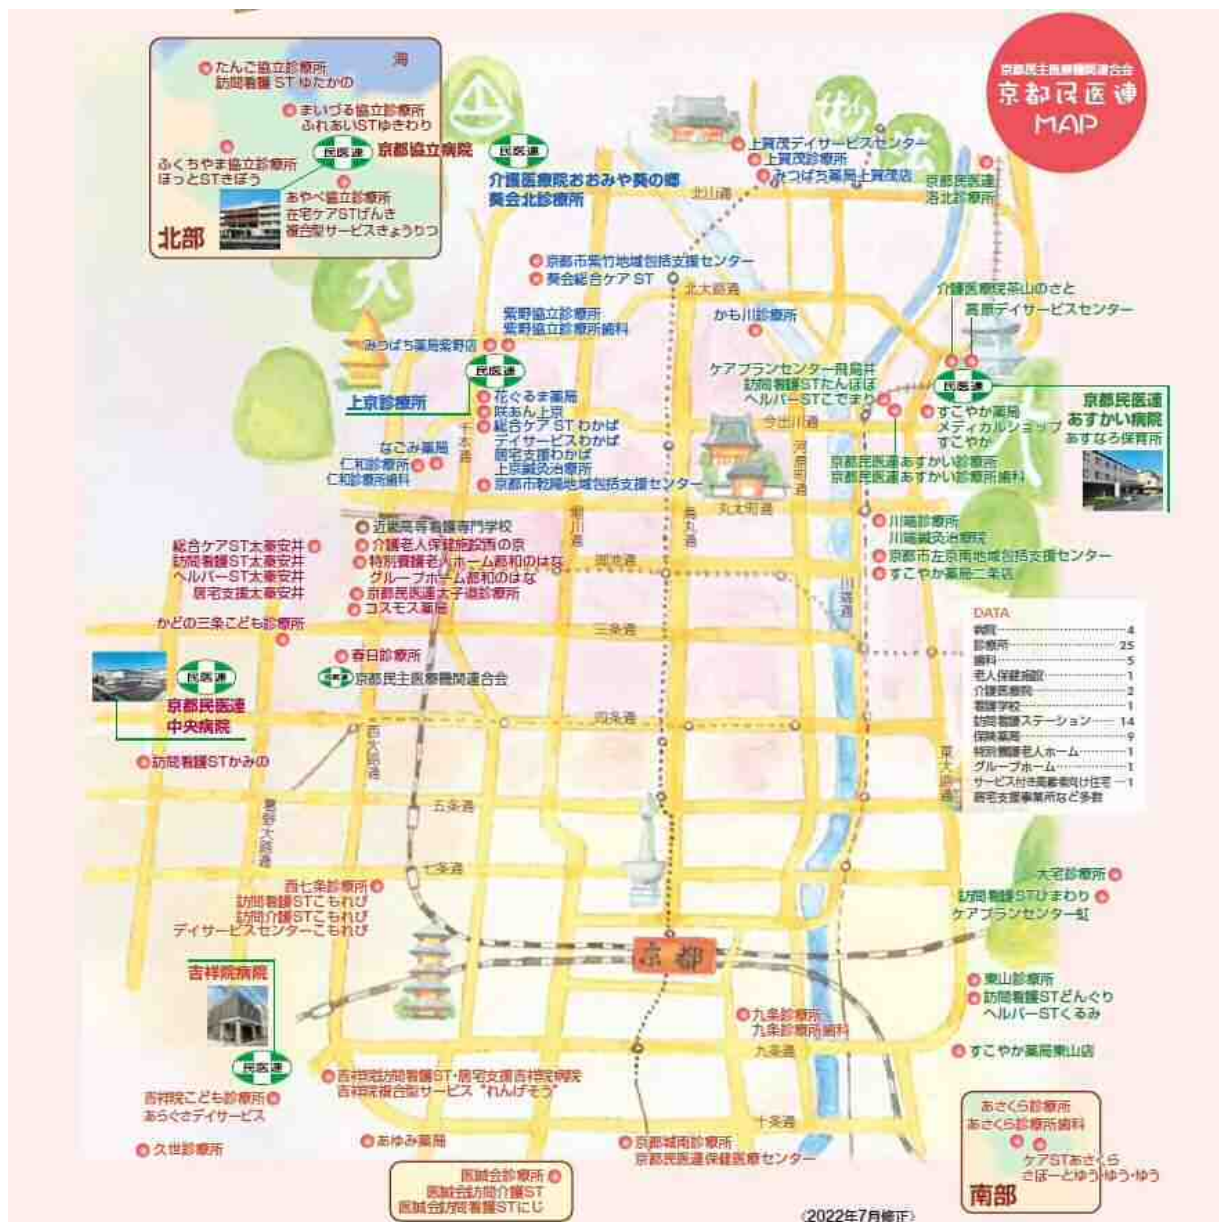 京都民主医療機関連合会
京都民医連
MAP
海
たんご協立診療所
訪問看護STゆたかの
まいづる協立診療所
ふれあいSTゆきわり
民医連
京都協立病院
ふくちやま協立診療所
ほっとSTきぼう
あやべ協立診療所
在宅ケアSTげんき
複合型サービスきょうりつ
北部
民医連
介護医療院おおみや葵の郷
葵会北診療所
妙
法
上賀茂デイサービスセンター
上賀茂診療所
みつばち薬局上賀茂店
北山通
京都民医連
洛北診療所
京都市紫竹地域包括支援センター
葵会総合ケアST
北大路通
大
介護医療院茶山のさと
高原デイサービスセンター
紫野協立診療所
紫野協立診療所歯科
みつばち薬局紫野店
かも川診療所
民医連
上京診療所
ケアプランセンター飛鳥井
訪問看護STたんぽぽ
ヘルパーSTこでまり
民医連
京都民医連
あすかい病院
あすなろ保育所
すこやか薬局
メディカルショップ
すこやか
花ぐるま薬局
咲あん上京
総合ケアSTわかば
デイサービスわかば
居宅支援わかば
上京鍼灸治療所
京都市乾隆地域包括支援センター
千本通
今出川通
河原町通
なごみ薬局
仁和診療所
仁和診療所歯科
京都民医連あすかい診療所
京都民医連あすかい診療所歯科
丸太町通
堀川通
烏丸通
近畿高等看護専門学校
介護老人保健施設西の京
特別養護老人ホーム都和のはな
グループホーム都和のはな
京都民医連太子道診療所
コスモス薬局
総合ケアST太秦安井
訪問看護ST太秦安井
ヘルパーST太秦安井
居宅支援太秦安井
川端診療所
川端鍼灸治療院
京都市左京南地域包括支援センター
すこやか薬局二条店
御池通
川端通
かどの三条こども診療所
三条通
春日診療所
民医連
京都民主医療機関連合会
民医連
京都民医連
中央病院
訪問看護STかみの
四条通
西大路通
東大路通
DATA
病院 4
診療所 25
歯科 5
老人保健施設 1
介護医療院 2
看護学校 1
訪問看護ステーション 14
保険薬局 9
特別養護老人ホーム 1
グループホーム 1
サービス付き高齢者向け住宅 1
居宅支援事業所など多数
葛野大路通
五条通
七条通
西七条診療所
訪問看護STこもれび
訪問介護STこもれび
デイサービスセンターこもれび
大宅診療所
訪問看護STひまわり
ケアプランセンター虹
京都
吉祥院病院
民医連
東山診療所
訪問看護STどんぐり
ヘルパーSTくるみ
九条診療所
九条診療所歯科
九条通
すこやか薬局東山店
吉祥院訪問看護ST・居宅支援吉祥院病院
吉祥院複合型サービス“れんげそう”
吉祥院こども診療所
あらぐさデイサービス
久世診療所
あゆみ薬局
十条通
京都城南診療所
京都民医連保健医療センター
医誠会診療所
医誠会訪問介護ST
医誠会訪問看護STにじ
あさくら診療所
あさくら診療所歯科
ケアSTあさくら
さぽーとゆう・ゆう・ゆう
南部
《2022年7月修正》